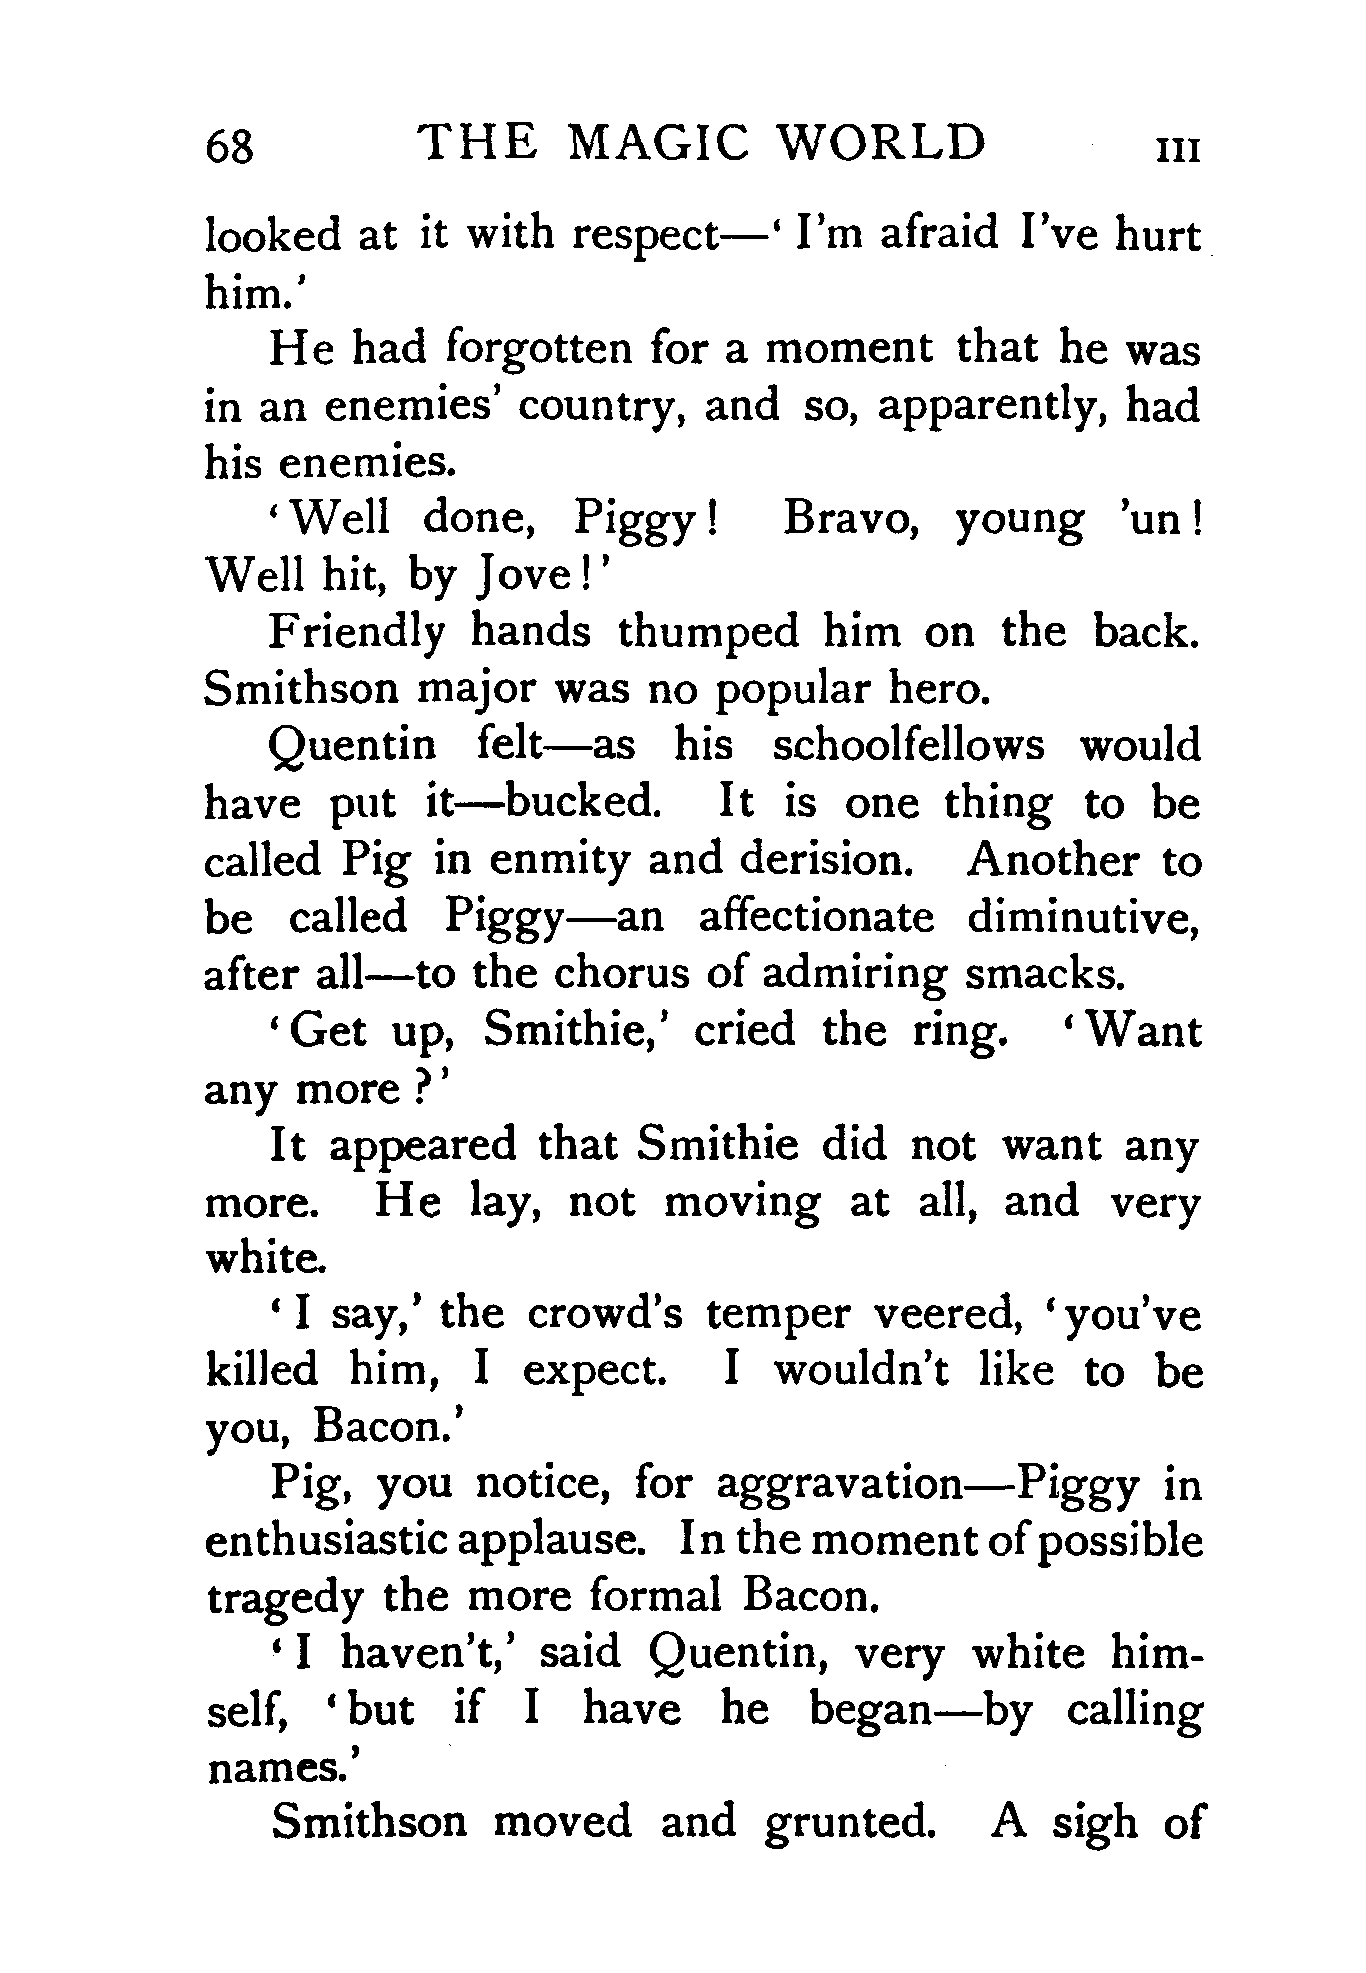 68 THE MAGIC WORLD III
looked at it with respect—‘ I’m afraid I’ve hurt
him.’
He had forgotten for a moment that he was
in an enemies’ country, and so, apparently, had
his enemies.
‘ Well done, Piggy ! Bravo, young ’un !
Well hit, by Jove ! ’
Friendly hands thumped him on the back.
Smithson major was no popular hero.
Quentin felt—as his schoolfellows would
have put it—bucked. It is one thing to be
called Pig in enmity and derision. Another to
be called Piggy—an affectionate diminutive,
after all—to the chorus of admiring smacks.
‘ Get up, Smithie,’ cried the ring. ‘ Want
any more ? ’
It appeared that Smithie did not want any
more. He lay, not moving at all, and very
white.
‘ I say,’ the crowd’s temper veered, ‘ you’ve
killed him, I expect. I wouldn’t like to be
you, Bacon.’
Pig, you notice, for aggravation—Piggy in
enthusiastic applause. In the moment of possible
tragedy the more formal Bacon.
‘ I haven’t,’ said Quentin, very white him-
self, ‘ but if I have he began—by calling
names.’
Smithson moved and grunted. A sigh of